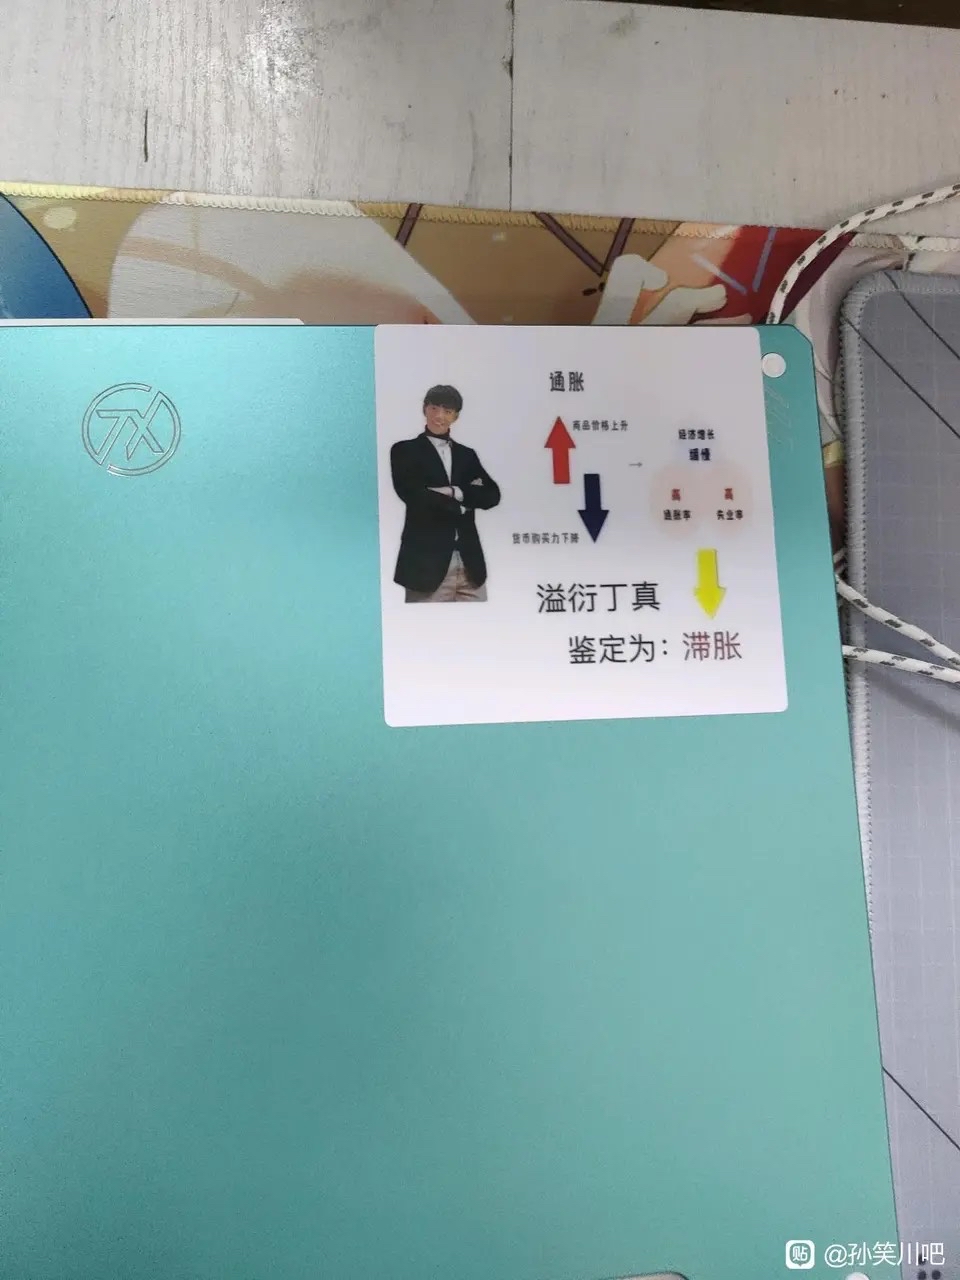 7X
通胀
商品价格上升
货币购买力下降
→
经济增长
缓慢
高
通胀率
高
失业率
溢衍丁真
鉴定为：滞胀
贴 @孙笑川吧